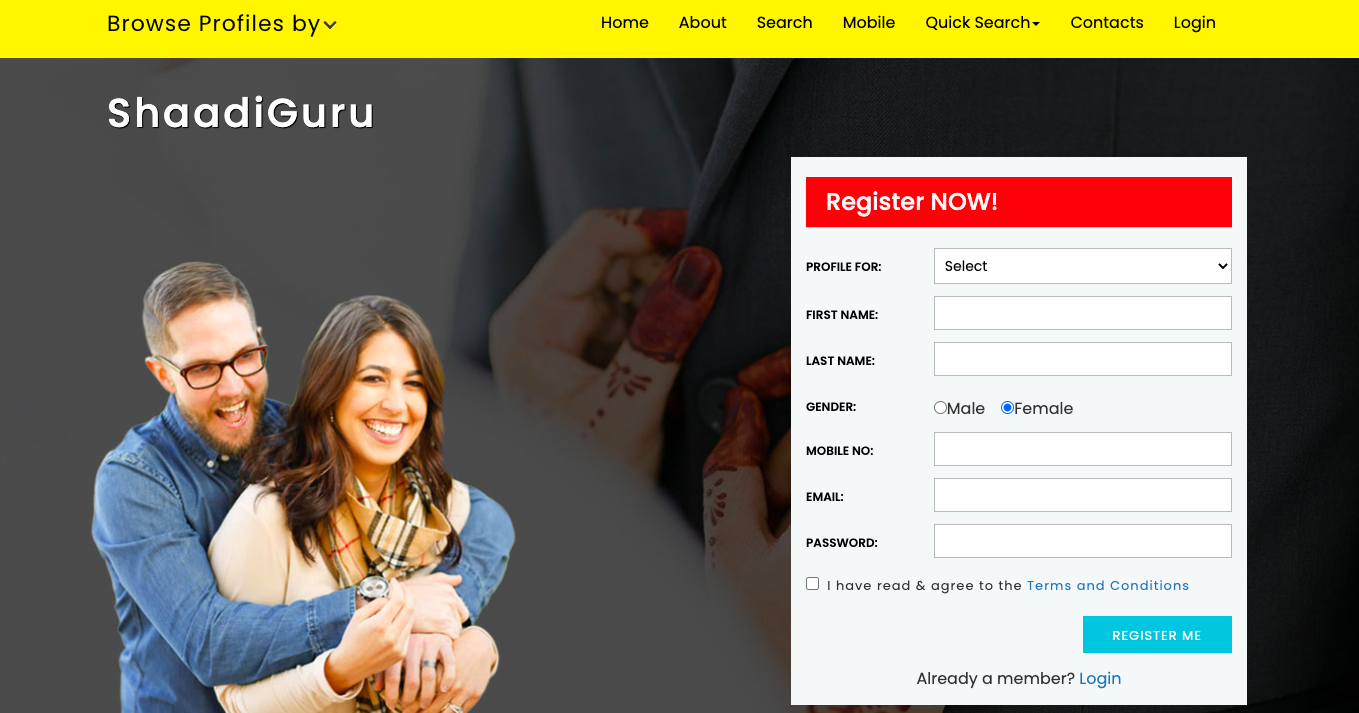 Browse Profiles by
Home About Search Mobile Quick Search Contacts Login
ShaadiGuru
Register NOW!
PROFILE FOR: Select
FIRST NAME:
LAST NAME:
GENDER: Male Female
MOBILE NO:
EMAIL:
PASSWORD:
I have read & agree to the Terms and Conditions
REGISTER ME
Already a member? Login